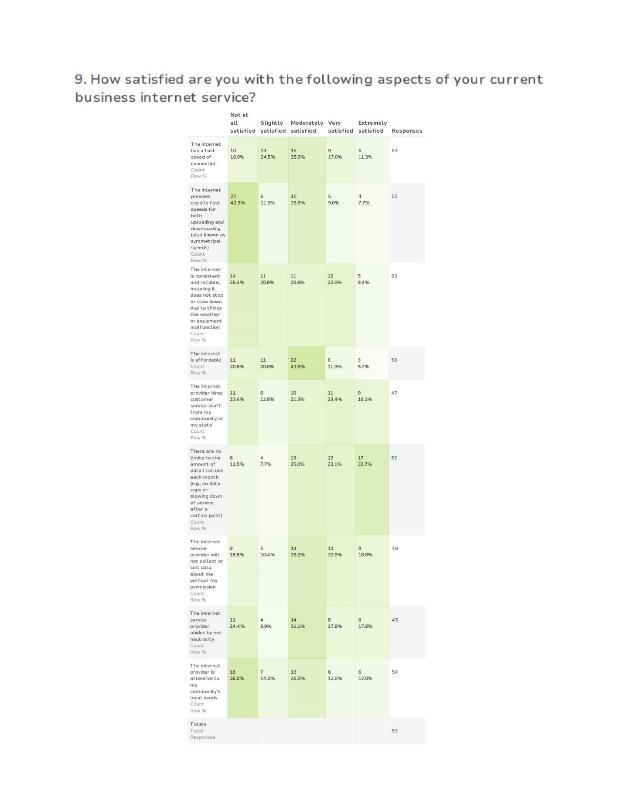 9. How satisfied are you with the following aspects of your current
business internet service?
Not at
all
satisfied
Slightly
satisfied
Moderately
satisfied
Very
satisfied
Extremely
satisfied
Responses
The internet
has a fast
speed of
connection
Count
Row %
10 13 15 9 6 53
18.9% 24.5% 28.3% 17.0% 11.3%
The internet
provides
equally fast
speeds for
both
uploading and
downloading
(also known as
symmetrical
speeds)
Count
Row %
22 6 15 5 4 52
42.3% 11.5% 28.8% 9.6% 7.7%
The internet
is consistent
and reliable,
meaning it
does not stop
or slow down
due to things
like weather
or equipment
malfunction
Count
Row %
14 11 11 12 5 53
26.4% 20.8% 20.8% 22.6% 9.4%
The internet
is affordable
Count
Row %
11 11 22 6 3 53
20.8% 20.8% 41.5% 11.3% 5.7%
The internet
provider hires
customer
service staff
from my
community or
my state
Count
Row %
11 6 10 11 9 47
23.4% 12.8% 21.3% 23.4% 19.1%
There are no
limits to the
amount of
data I can use
each month
(e.g., no data
caps or
slowing down
of service
after a
certain point)
Count
Row %
6 4 13 12 17 52
11.5% 7.7% 25.0% 23.1% 32.7%
The internet
service
provider will
not collect or
sell data
about me
without my
permission
Count
Row %
9 5 14 11 9 48
18.8% 10.4% 29.2% 22.9% 18.8%
The internet
service
provider
abides by net
neutrality
Count
Row %
11 4 14 8 8 45
24.4% 8.9% 31.1% 17.8% 17.8%
The internet
provider is
attentive to
my
community's
local needs
Count
Row %
18 7 13 6 6 50
36.0% 14.0% 26.0% 12.0% 12.0%
Totals
Total
Responses
53